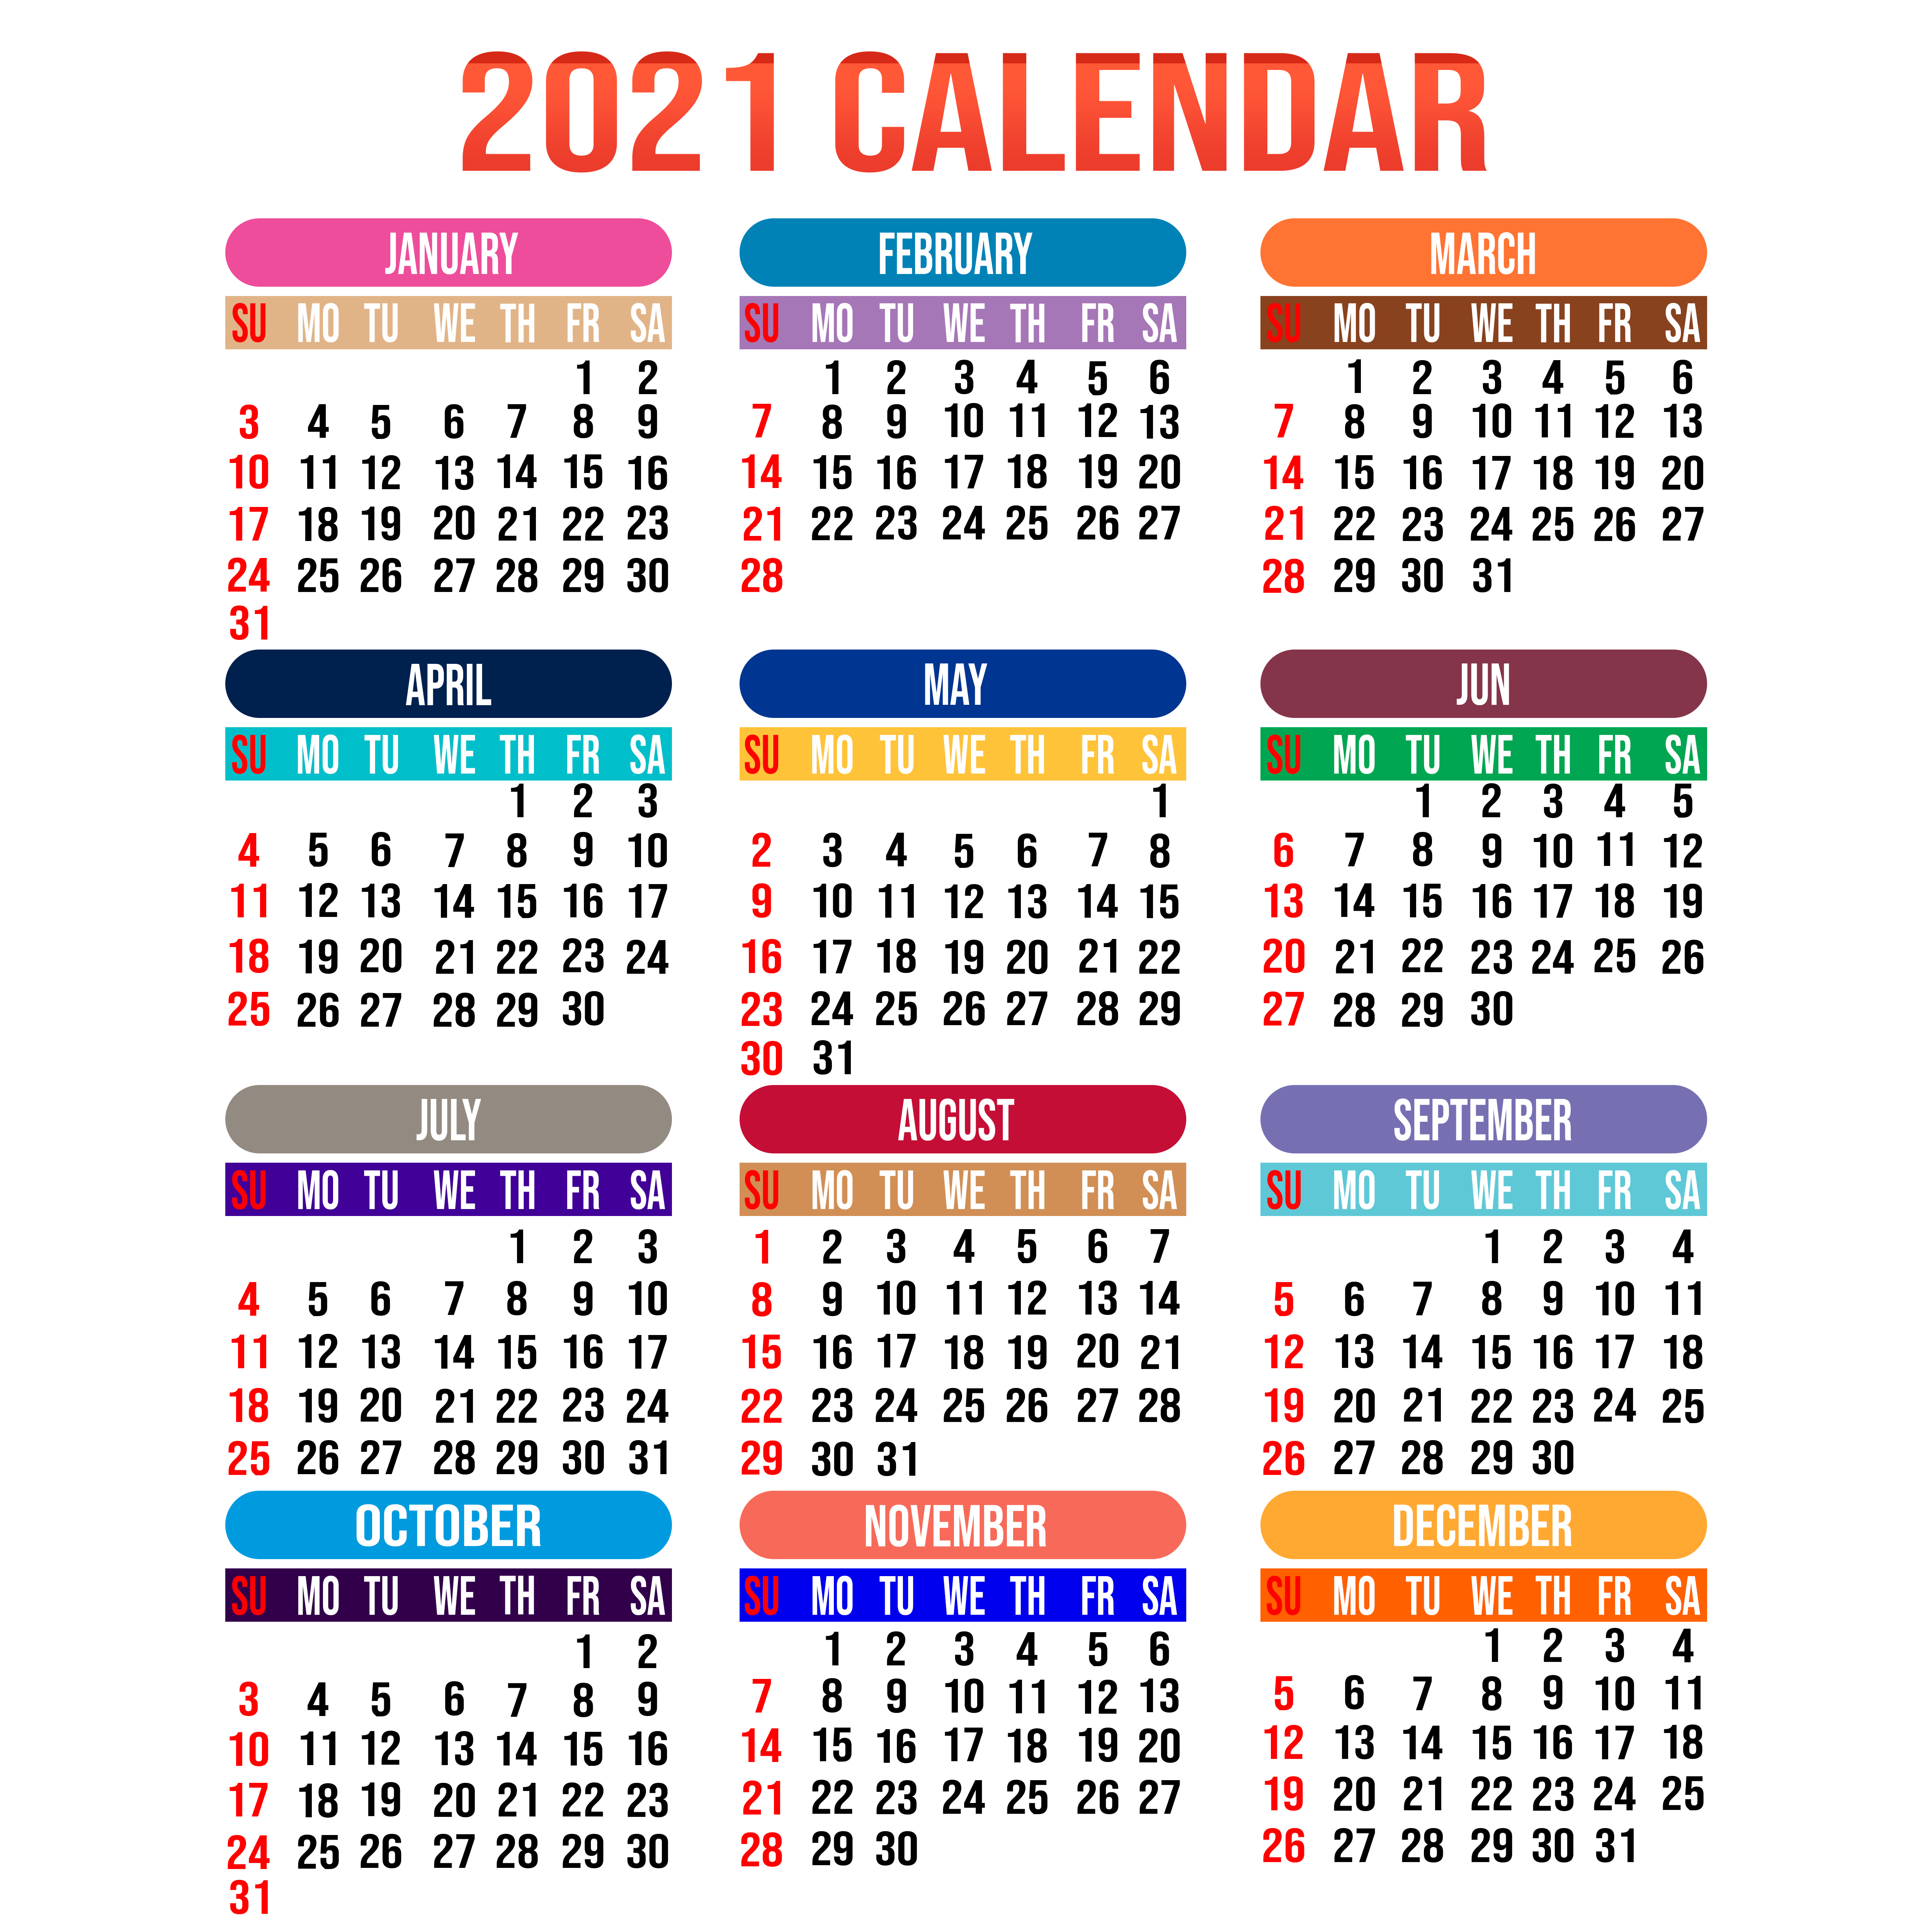 2021 CALENDAR
JANUARY
SU MO TU WE TH FR SA
1 2
3 4 5 6 7 8 9
10 11 12 13 14 15 16
17 18 19 20 21 22 23
24 25 26 27 28 29 30
31
FEBRUARY
SU MO TU WE TH FR SA
1 2 3 4 5 6
7 8 9 10 11 12 13
14 15 16 17 18 19 20
21 22 23 24 25 26 27
28
MARCH
SU MO TU WE TH FR SA
1 2 3 4 5 6
7 8 9 10 11 12 13
14 15 16 17 18 19 20
21 22 23 24 25 26 27
28 29 30 31
APRIL
SU MO TU WE TH FR SA
1 2 3
4 5 6 7 8 9 10
11 12 13 14 15 16 17
18 19 20 21 22 23 24
25 26 27 28 29 30
MAY
SU MO TU WE TH FR SA
1
2 3 4 5 6 7 8
9 10 11 12 13 14 15
16 17 18 19 20 21 22
23 24 25 26 27 28 29
30 31
JUN
SU MO TU WE TH FR SA
1 2 3 4 5
6 7 8 9 10 11 12
13 14 15 16 17 18 19
20 21 22 23 24 25 26
27 28 29 30
JULY
SU MO TU WE TH FR SA
1 2 3
4 5 6 7 8 9 10
11 12 13 14 15 16 17
18 19 20 21 22 23 24
25 26 27 28 29 30 31
AUGUST
SU MO TU WE TH FR SA
1 2 3 4 5 6 7
8 9 10 11 12 13 14
15 16 17 18 19 20 21
22 23 24 25 26 27 28
29 30 31
SEPTEMBER
SU MO TU WE TH FR SA
1 2 3 4
5 6 7 8 9 10 11
12 13 14 15 16 17 18
19 20 21 22 23 24 25
26 27 28 29 30
OCTOBER
SU MO TU WE TH FR SA
1 2
3 4 5 6 7 8 9
10 11 12 13 14 15 16
17 18 19 20 21 22 23
24 25 26 27 28 29 30
31
NOVEMBER
SU MO TU WE TH FR SA
1 2 3 4 5 6
7 8 9 10 11 12 13
14 15 16 17 18 19 20
21 22 23 24 25 26 27
28 29 30
DECEMBER
SU MO TU WE TH FR SA
1 2 3 4
5 6 7 8 9 10 11
12 13 14 15 16 17 18
19 20 21 22 23 24 25
26 27 28 29 30 31